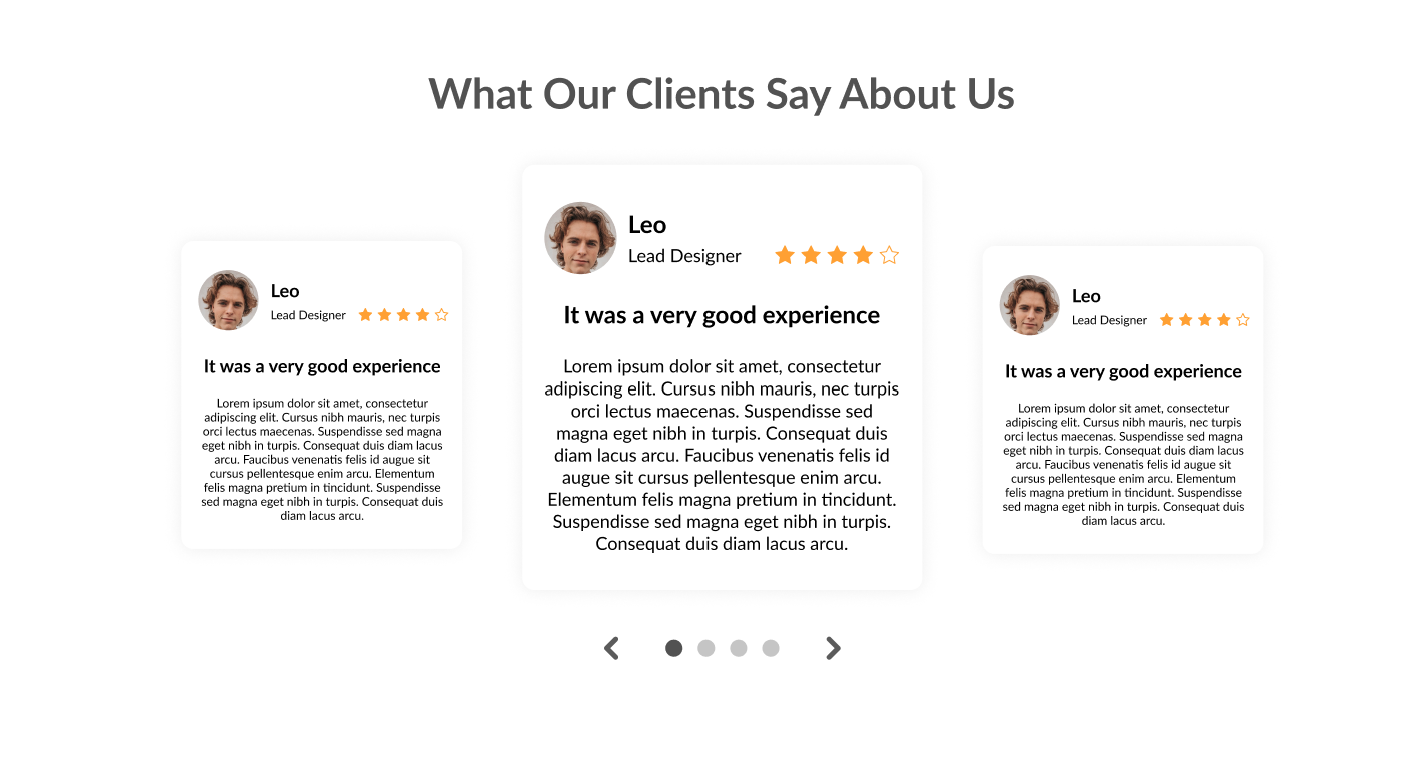 What Our Clients Say About Us
Leo
Lead Designer
It was a very good experience
Lorem ipsum dolor sit amet, consectetur
adipiscing elit. Cursus nibh mauris, nec turpis
orci lectus maecenas. Suspendisse sed magna
eget nibh in turpis. Consequat duis diam lacus
arcu. Faucibus venenatis felis id augue sit
cursus pellentesque enim arcu. Elementum
felis magna pretium in tincidunt. Suspendisse
sed magna eget nibh in turpis. Consequat duis
diam lacus arcu.
Leo
Lead Designer
It was a very good experience
Lorem ipsum dolor sit amet, consectetur
adipiscing elit. Cursus nibh mauris, nec turpis
orci lectus maecenas. Suspendisse sed
magna eget nibh in turpis. Consequat duis
diam lacus arcu. Faucibus venenatis felis id
augue sit cursus pellentesque enim arcu.
Elementum felis magna pretium in tincidunt.
Suspendisse sed magna eget nibh in turpis.
Consequat duis diam lacus arcu.
Leo
Lead Designer
It was a very good experience
Lorem ipsum dolor sit amet, consectetur
adipiscing elit. Cursus nibh mauris, nec turpis
orci lectus maecenas. Suspendisse sed magna
eget nibh in turpis. Consequat duis diam lacus
arcu. Faucibus venenatis felis id augue sit
cursus pellentesque enim arcu. Elementum
felis magna pretium in tincidunt. Suspendisse
sed magna eget nibh in turpis. Consequat duis
diam lacus arcu.